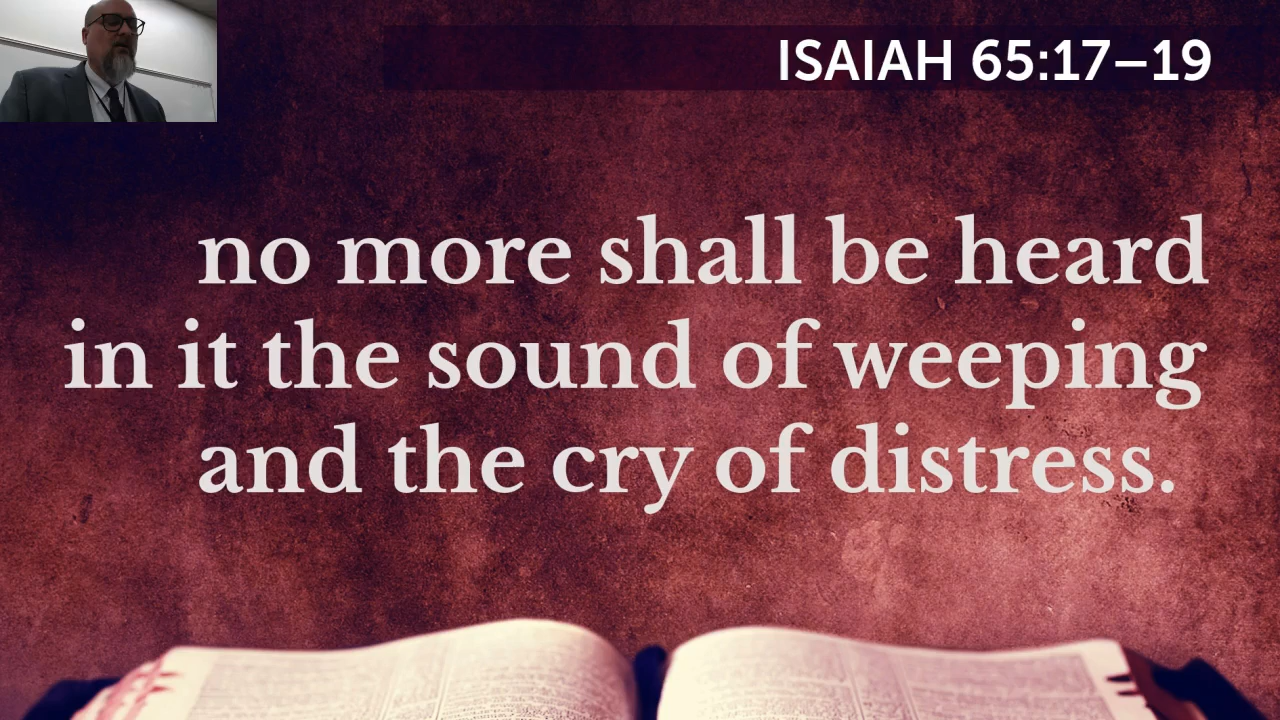 ISAIAH 65:17–19
no more shall be heard
in it the sound of weeping
and the cry of distress.